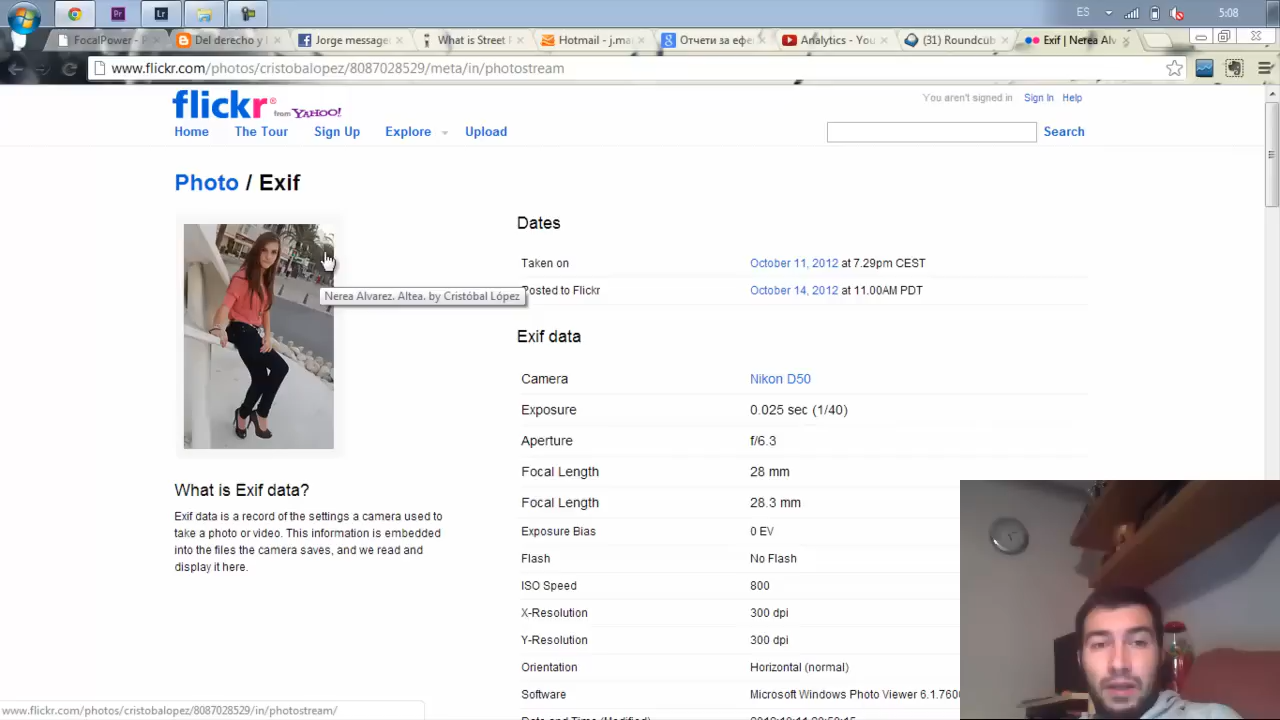 ES 5:08
FocalPower - P
Del derecho y
Jorge message
What is Street
Hotmail - j.ma
Отчети за ефе
Analytics - You
(31) Roundcub
Exif | Nerea Alv
www.flickr.com/photos/cristobalopez/8087028529/meta/in/photostream
flickr from YAHOO!
You aren't signed in Sign In Help
Home The Tour Sign Up Explore Upload Search
Photo / Exif
Nerea Alvarez. Altea. by Cristóbal López
What is Exif data?
Exif data is a record of the settings a camera used to
take a photo or video. This information is embedded
into the files the camera saves, and we read and
display it here.
Dates
Taken on October 11, 2012 at 7.29pm CEST
Posted to Flickr October 14, 2012 at 11.00AM PDT
Exif data
Camera Nikon D50
Exposure 0.025 sec (1/40)
Aperture f/6.3
Focal Length 28 mm
Focal Length 28.3 mm
Exposure Bias 0 EV
Flash No Flash
ISO Speed 800
X-Resolution 300 dpi
Y-Resolution 300 dpi
Orientation Horizontal (normal)
Software Microsoft Windows Photo Viewer 6.1.760
www.flickr.com/photos/cristobalopez/8087028529/in/photostream/